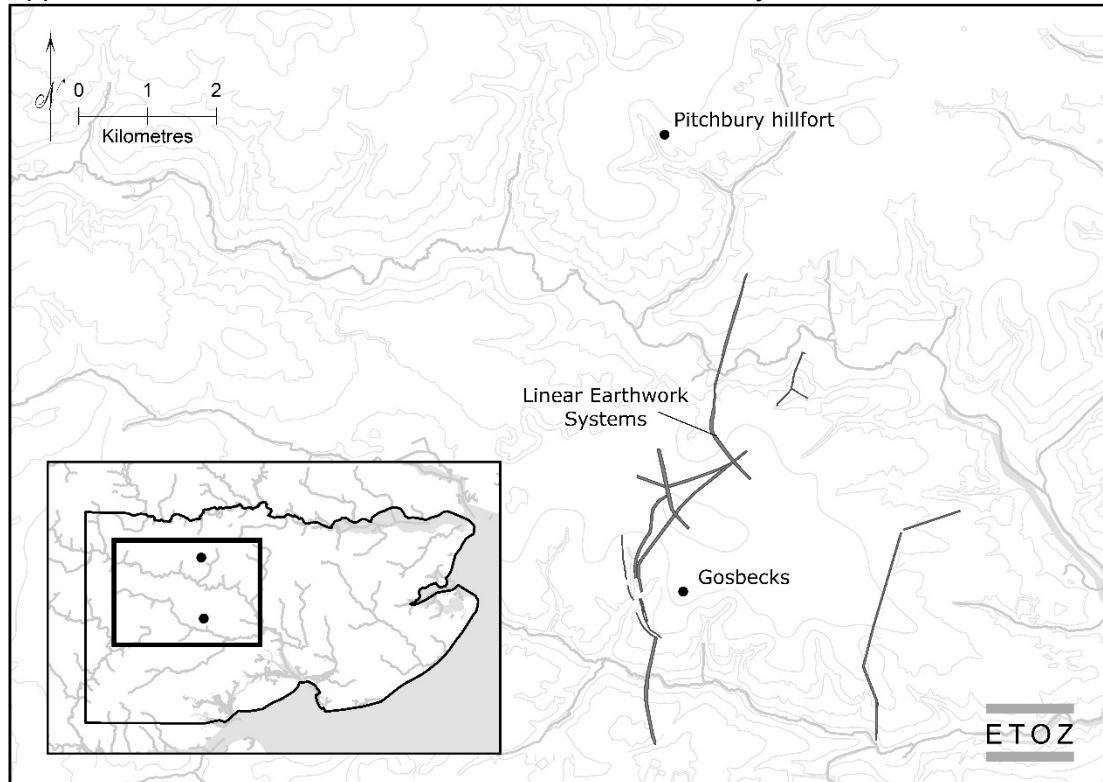 N
0 1 2
Kilometres
Pitchbury hillfort
Linear Earthwork
Systems
Gosbecks
ETOZ